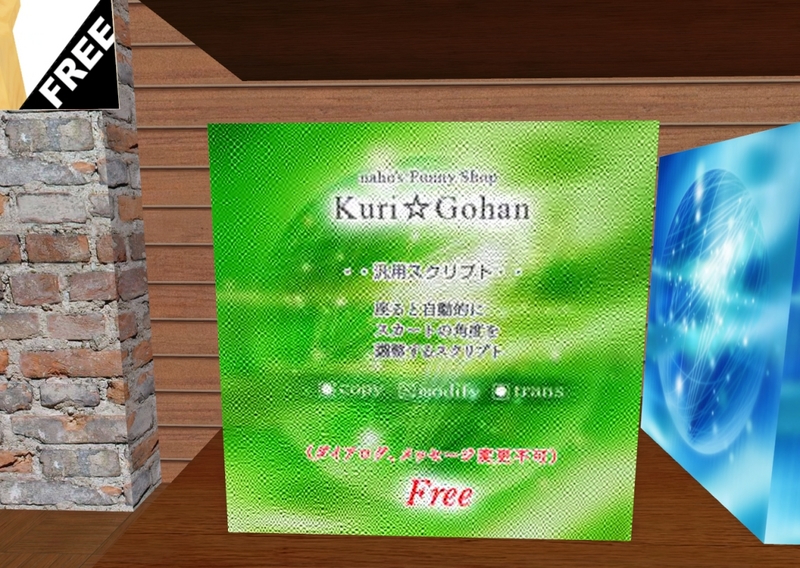 FREE
naho's Funny Shop
Kuri☆Gohan
・・汎用スクリプト・・
座ると自動的に
スカートの角度を
調整するスクリプト
copy modify trans
(ダイアログ、メッセージ変更不可)
Free